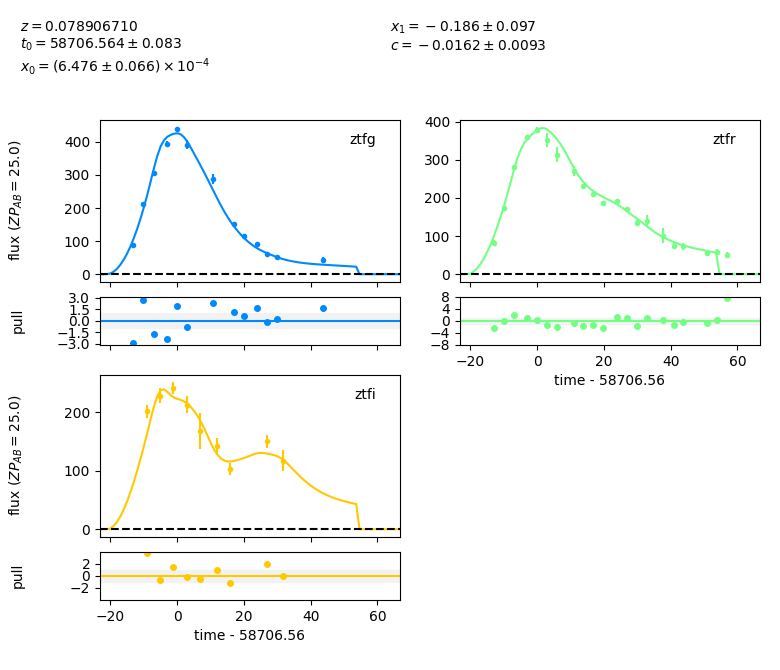 z = 0.078906710
t₀ = 58706.564 ± 0.083
x₀ = (6.476 ± 0.066) × 10⁻⁴
x₁ = −0.186 ± 0.097
c = −0.0162 ± 0.0093
flux (ZP_AB = 25.0)
400
300
200
100
0
ztfg
400
300
200
100
0
ztfr
pull
3.0
1.5
0.0
−1.5
−3.0
8
4
0
−4
−8
−20 0 20 40 60
time - 58706.56
flux (ZP_AB = 25.0)
200
100
0
ztfi
pull
2
0
−2
−20 0 20 40 60
time - 58706.56